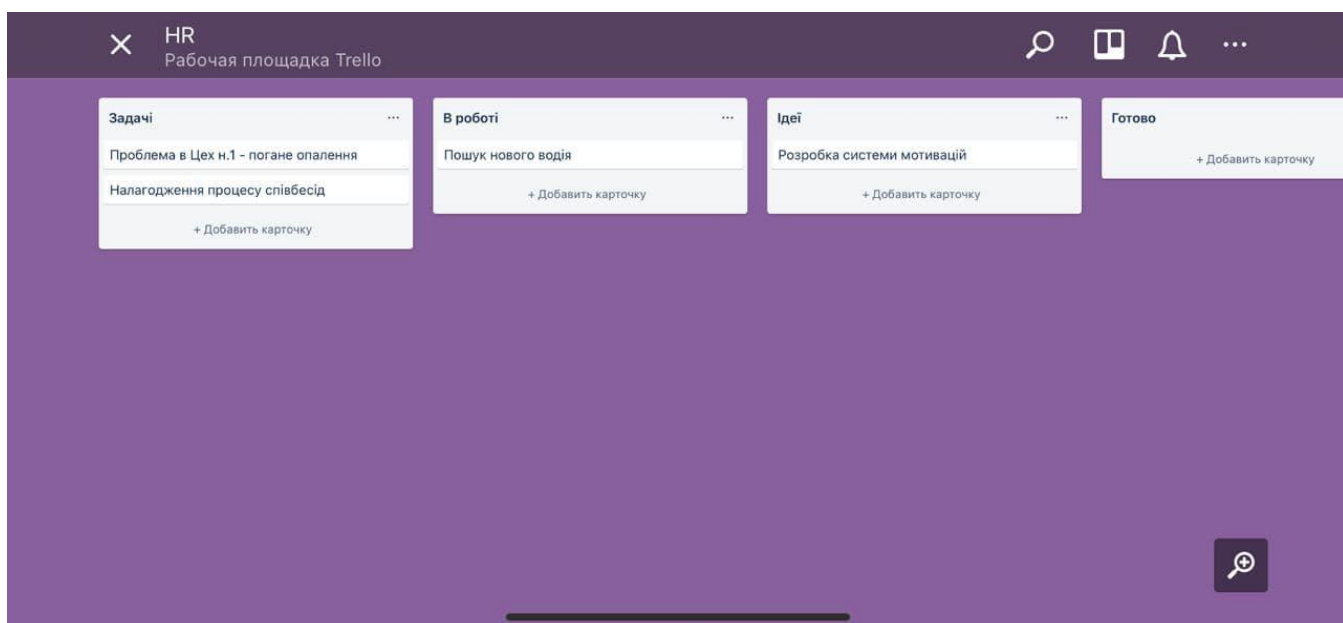 HR
Рабочая площадка Trello
Задачі
Проблема в Цех н.1 - погане опалення
Налагодження процесу співбесід
+ Добавить карточку
В роботі
Пошук нового водія
+ Добавить карточку
Ідеї
Розробка системи мотивацій
+ Добавить карточку
Готово
+ Добавить карточку